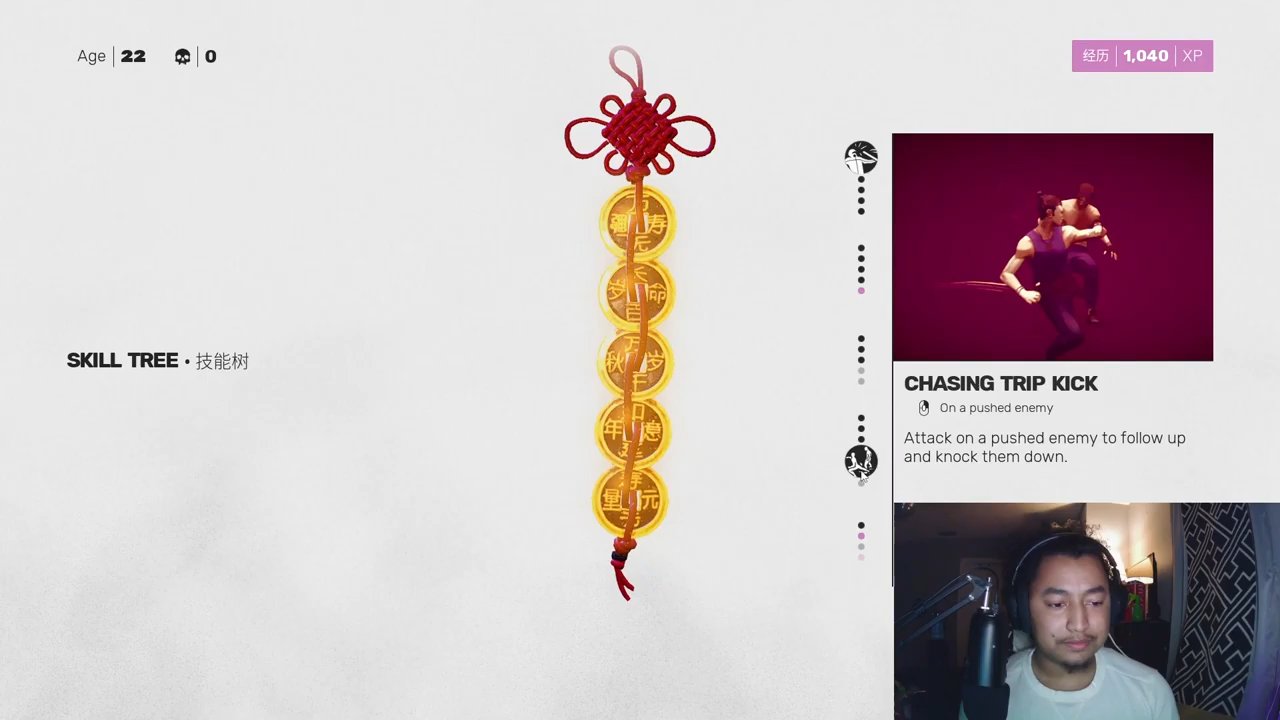 Age 22 0
经历 1,040 XP
SKILL TREE • 技能树
CHASING TRIP KICK
On a pushed enemy
Attack on a pushed enemy to follow up
and knock them down.